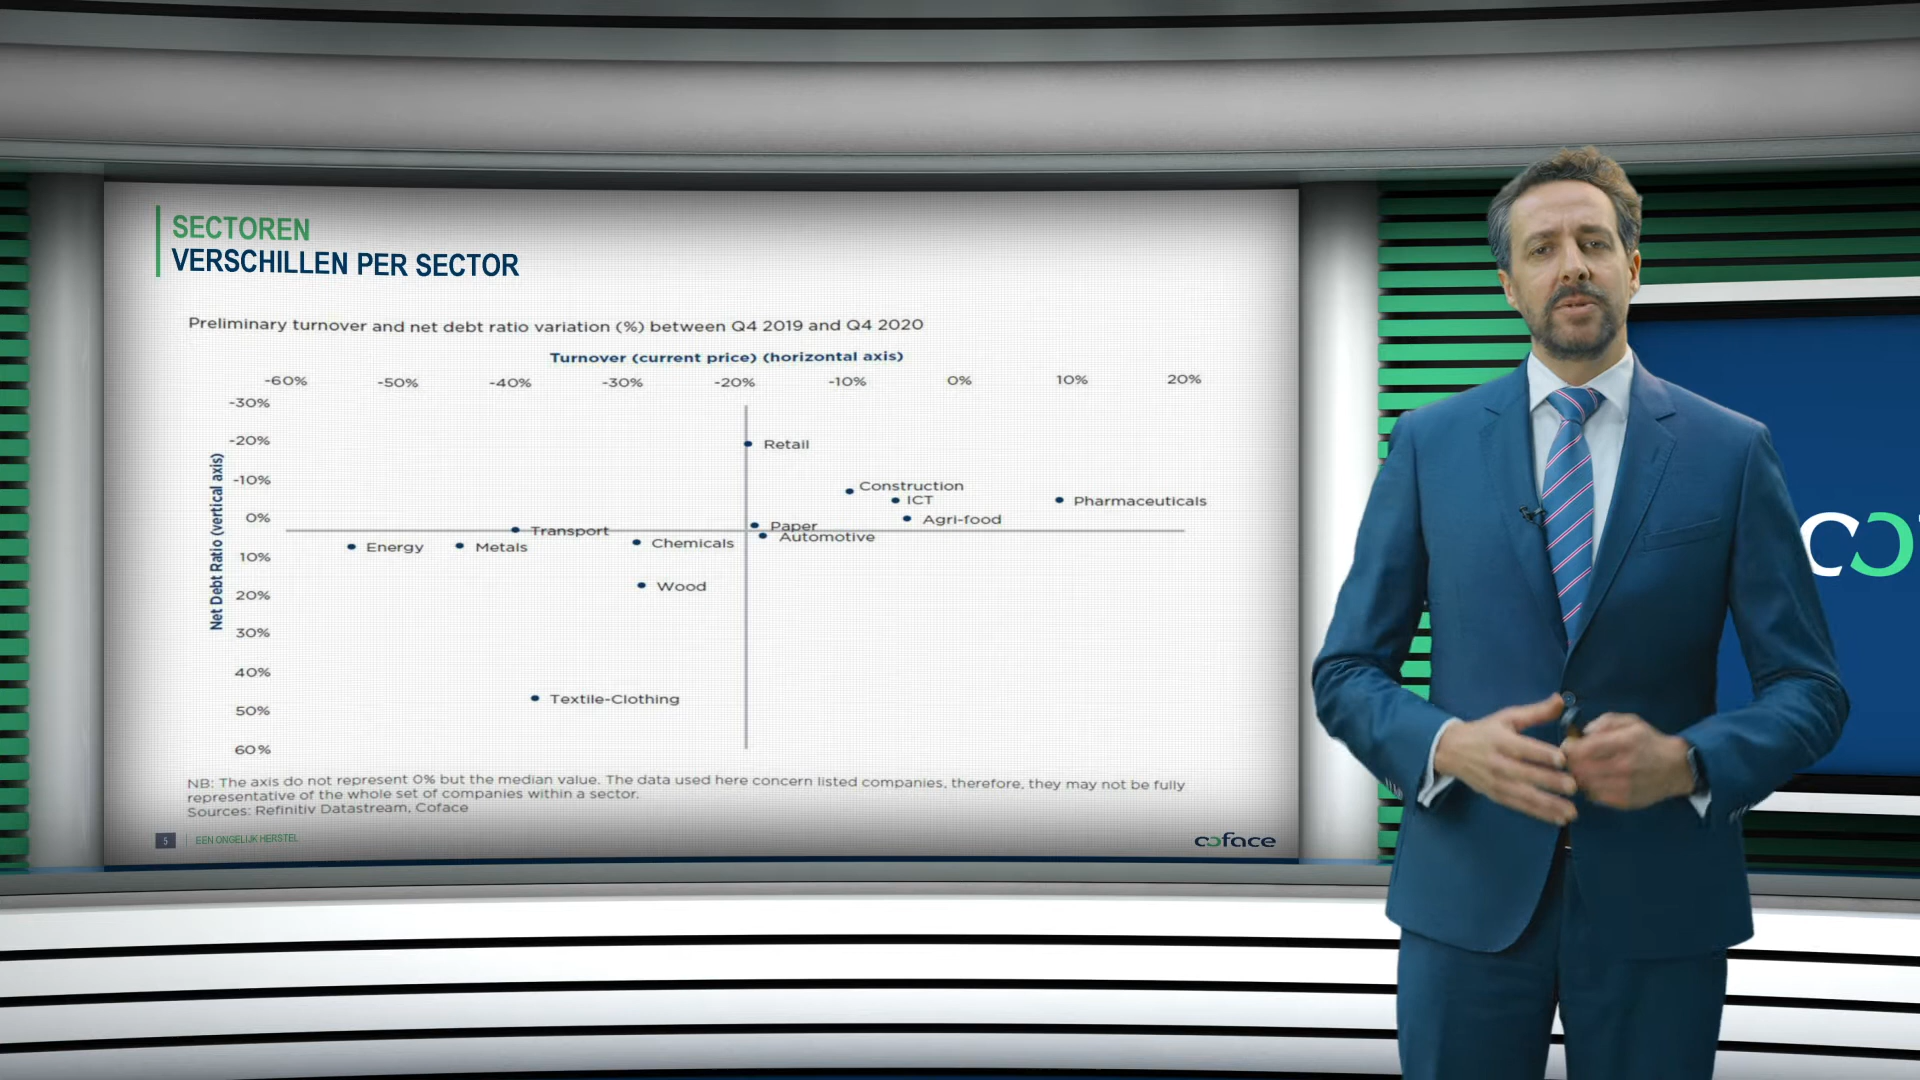 SECTOREN
VERSCHILLEN PER SECTOR
Preliminary turnover and net debt ratio variation (%) between Q4 2019 and Q4 2020
Turnover (current price) (horizontal axis)
-60% -50% -40% -30% -20% -10% 0% 10% 20%
-30%
-20%
-10%
0%
10%
20%
30%
40%
50%
60%
Net Debt Ratio (vertical axis)
Retail
Construction
ICT
Pharmaceuticals
Agri-food
Paper
Transport
Automotive
Chemicals
Energy
Metals
Wood
Textile-Clothing
NB: The axis do not represent 0% but the median value. The data used here concern listed companies, therefore, they may not be fully
representative of the whole set of companies within a sector.
Sources: Refinitiv Datastream, Coface
5
EEN ONGELIJK HERSTEL
coface
co